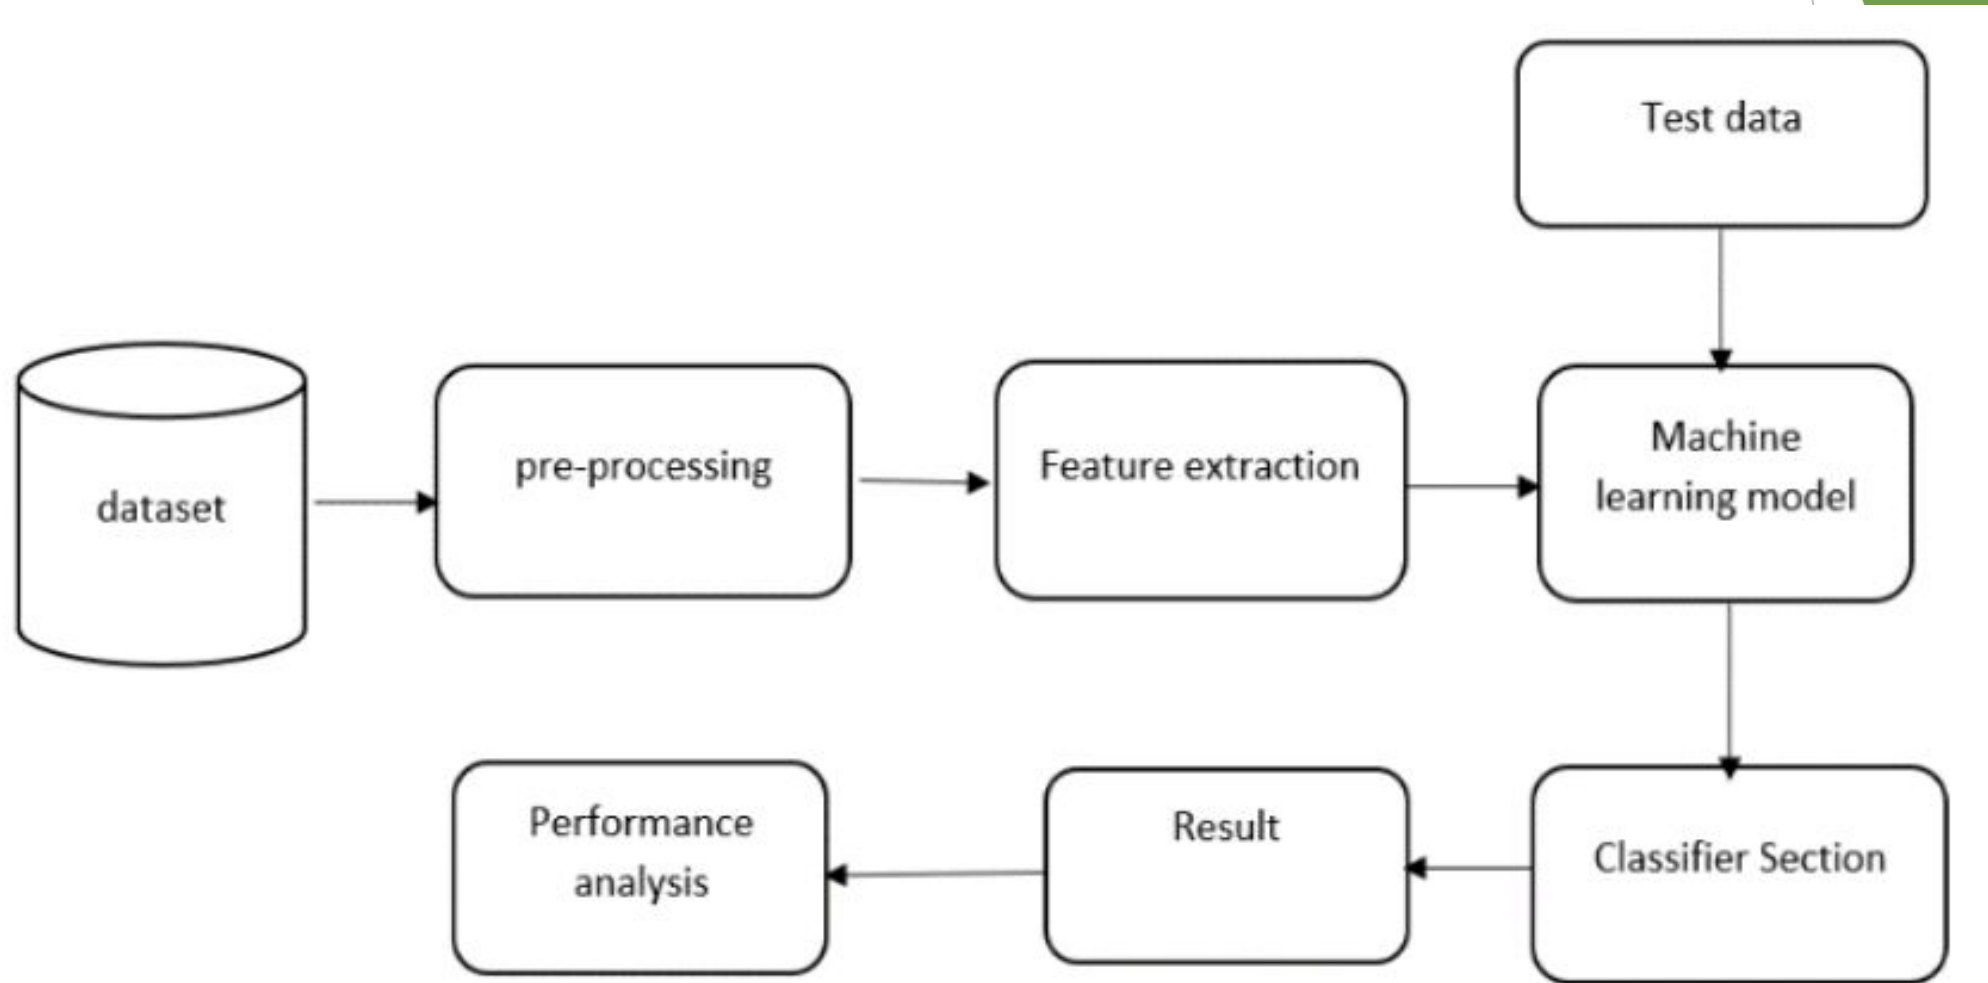 Test data
dataset
pre-processing
Feature extraction
Machine
learning model
Performance
analysis
Result
Classifier Section